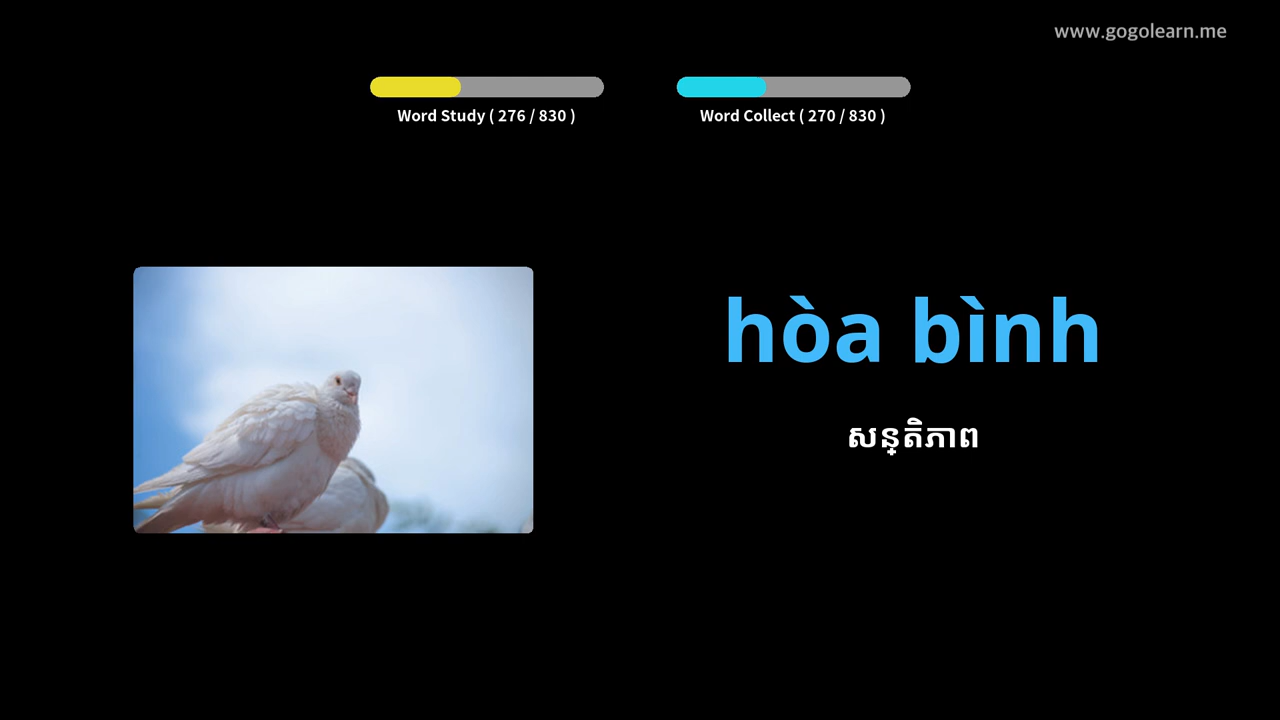 www.gogolearn.me
Word Study ( 276 / 830 )
Word Collect ( 270 / 830 )
hòa bình
សន្តិភាព